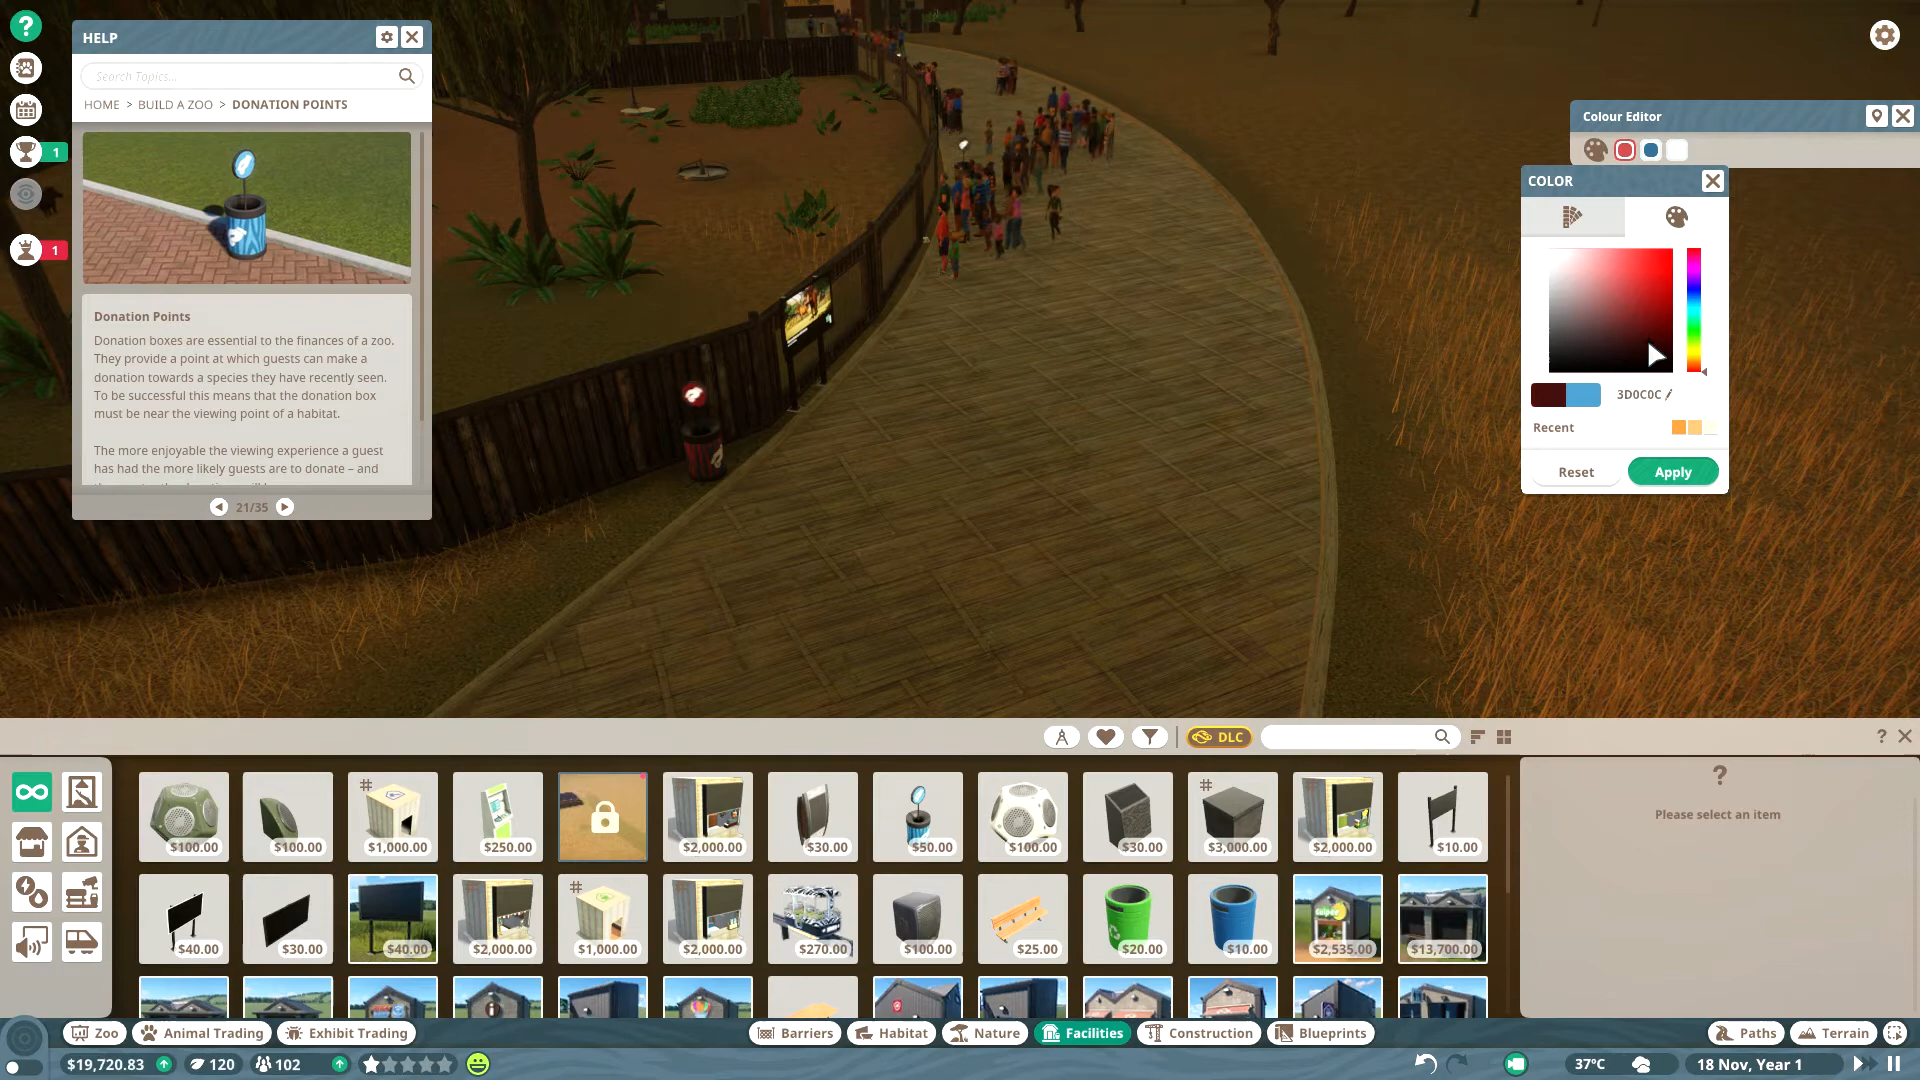 HELP
Search Topics...
HOME > BUILD A ZOO > DONATION POINTS
Donation Points
Donation boxes are essential to the finances of a zoo.
They provide a point at which guests can make a
donation towards a species they have recently seen.
To be successful this means that the donation box
must be near the viewing point of a habitat.
The more enjoyable the viewing experience a guest
has had the more likely guests are to donate – and
21/35
1
1
Colour Editor
COLOR
3D0C0C
Recent
Reset
Apply
DLC
?
?
Please select an item
$100.00
$100.00
$1,000.00
$250.00
$2,000.00
$30.00
$50.00
$100.00
$30.00
$3,000.00
$2,000.00
$10.00
$40.00
$30.00
$40.00
$2,000.00
$1,000.00
$2,000.00
$270.00
$100.00
$25.00
$20.00
$10.00
$2,535.00
$13,700.00
Zoo
Animal Trading
Exhibit Trading
Barriers
Habitat
Nature
Facilities
Construction
Blueprints
Paths
Terrain
$19,720.83
120
102
37°C
18 Nov, Year 1